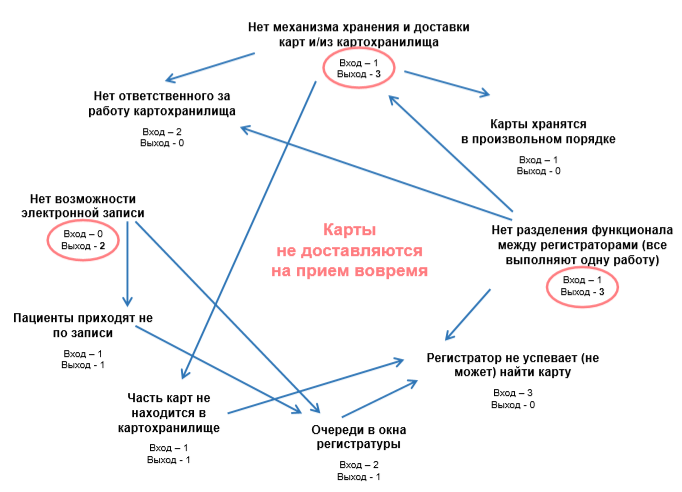 Нет механизма хранения и доставки
карт и/из картохранилища
Вход – 1
Выход - 3
Нет ответственного за
работу картохранилища
Вход – 2
Выход - 0
Карты хранятся
в произвольном порядке
Вход – 1
Выход - 0
Нет возможности
электронной записи
Вход – 0
Выход - 2
Карты
не доставляются
на прием вовремя
Нет разделения функционала
между регистраторами (все
выполняют одну работу)
Вход – 1
Выход - 3
Пациенты приходят не
по записи
Вход – 1
Выход - 1
Регистратор не успевает (не
может) найти карту
Вход – 3
Выход - 0
Часть карт не
находится в
картохранилище
Вход – 1
Выход - 1
Очереди в окна
регистратуры
Вход – 2
Выход - 1